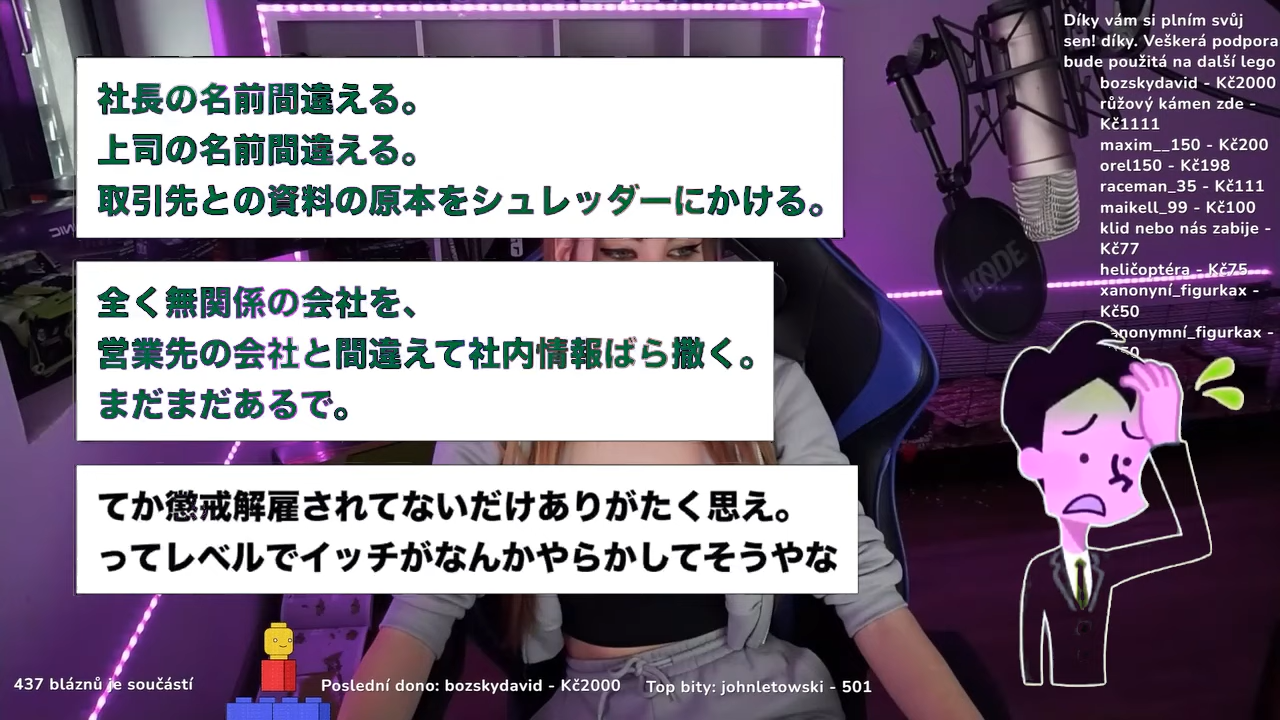 社長の名前間違える。
上司の名前間違える。
取引先との資料の原本をシュレッダーにかける。
全く無関係の会社を、
営業先の会社と間違えて社内情報ばら撒く。
まだまだあるで。
てか懲戒解雇されてないだけありがたく思え。
ってレベルでイッチがなんかやらかしてそうやな
Díky vám si plním svůj
sen! díky. Veškerá podpora
bude použitá na další lego
bozskydavid - Kč2000
růžový kámen zde -
Kč1111
maxim__150 - Kč200
orel150 - Kč198
raceman_35 - Kč111
maikell_99 - Kč100
klid nebo nás zabije -
Kč77
heličoptéra - Kč75
xanonyní_figurkax -
Kč50
KODE
437 bláznů je součástí
Poslední dono: bozskydavid - Kč2000
Top bity: johnletowski - 501